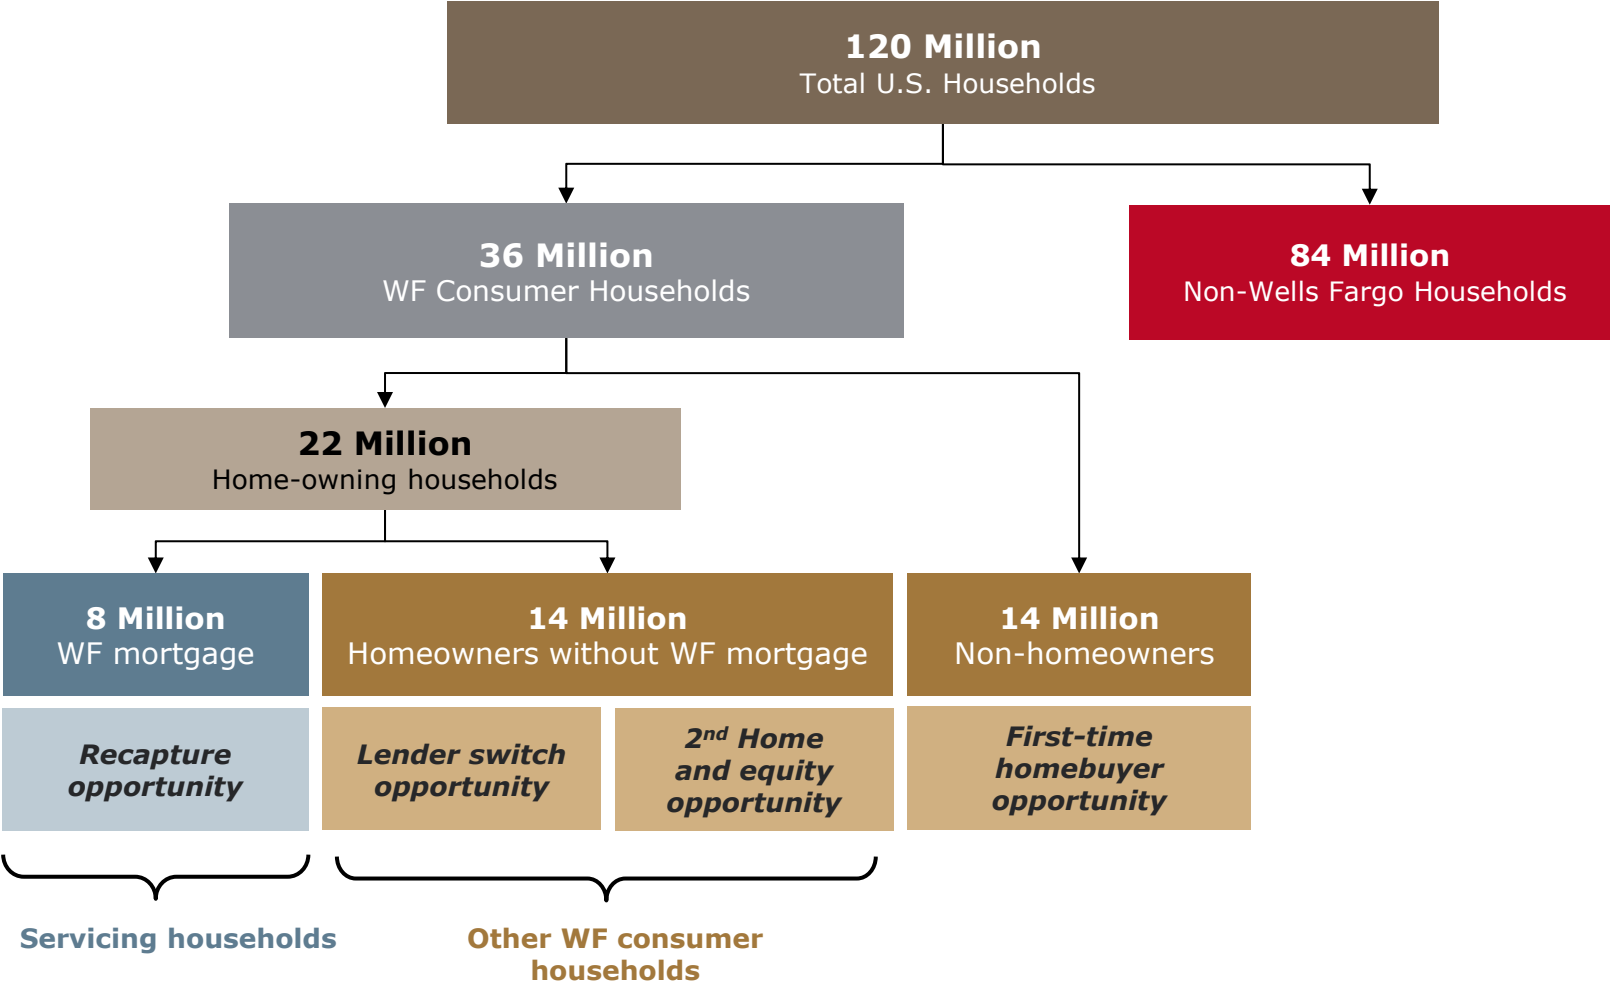 120 Million
Total U.S. Households
36 Million
WF Consumer Households
84 Million
Non-Wells Fargo Households
22 Million
Home-owning households
8 Million
WF mortgage
14 Million
Homeowners without WF mortgage
14 Million
Non-homeowners
Recapture
opportunity
Lender switch
opportunity
2nd Home
and equity
opportunity
First-time
homebuyer
opportunity
Servicing households
Other WF consumer
households